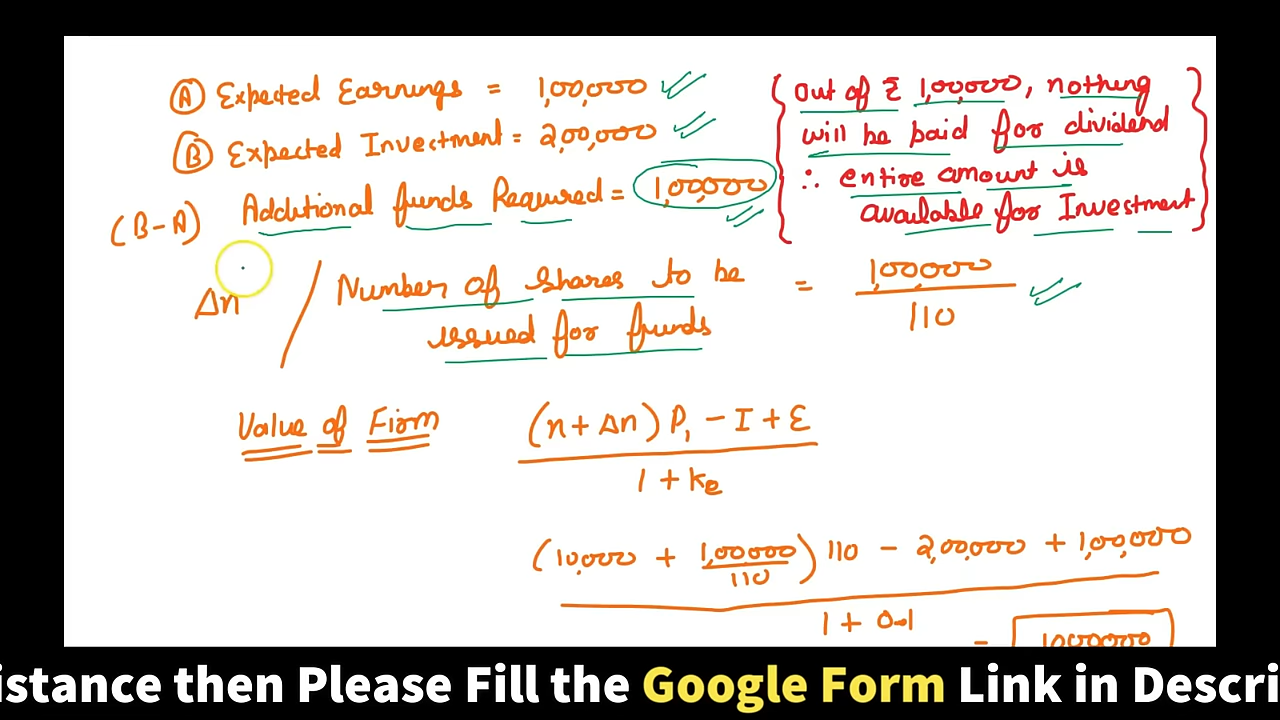 Ⓐ Expected Earnings = 1,00,000
Ⓑ Expected Investment = 2,00,000
(B-A) Additional funds Required = 1,00,000
Out of ₹ 1,00,000, nothing
will be paid for dividend
∴ entire amount is
available for Investment
Δn / Number of shares to be
issued for funds
= 1,00,000 / 110
Value of Firm
(n + Δn) P₁ - I + E
1 + ke
(10,000 + 1,00,000 / 110) 110 - 2,00,000 + 1,00,000
1 + 0.1
= 1000000
istance then Please Fill the Google Form Link in Descri